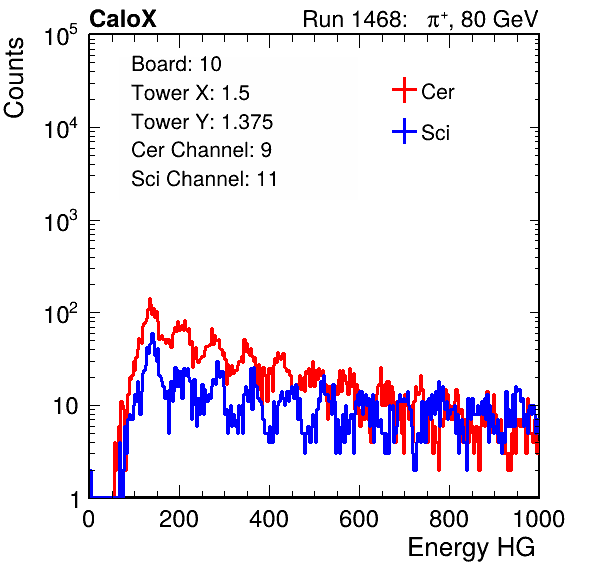 CaloX Run 1468: π⁺, 80 GeV
Counts
10⁵
10⁴
10³
10²
10
1
Board: 10
Tower X: 1.5
Tower Y: 1.375
Cer Channel: 9
Sci Channel: 11
Cer
Sci
0 200 400 600 800 1000
Energy HG